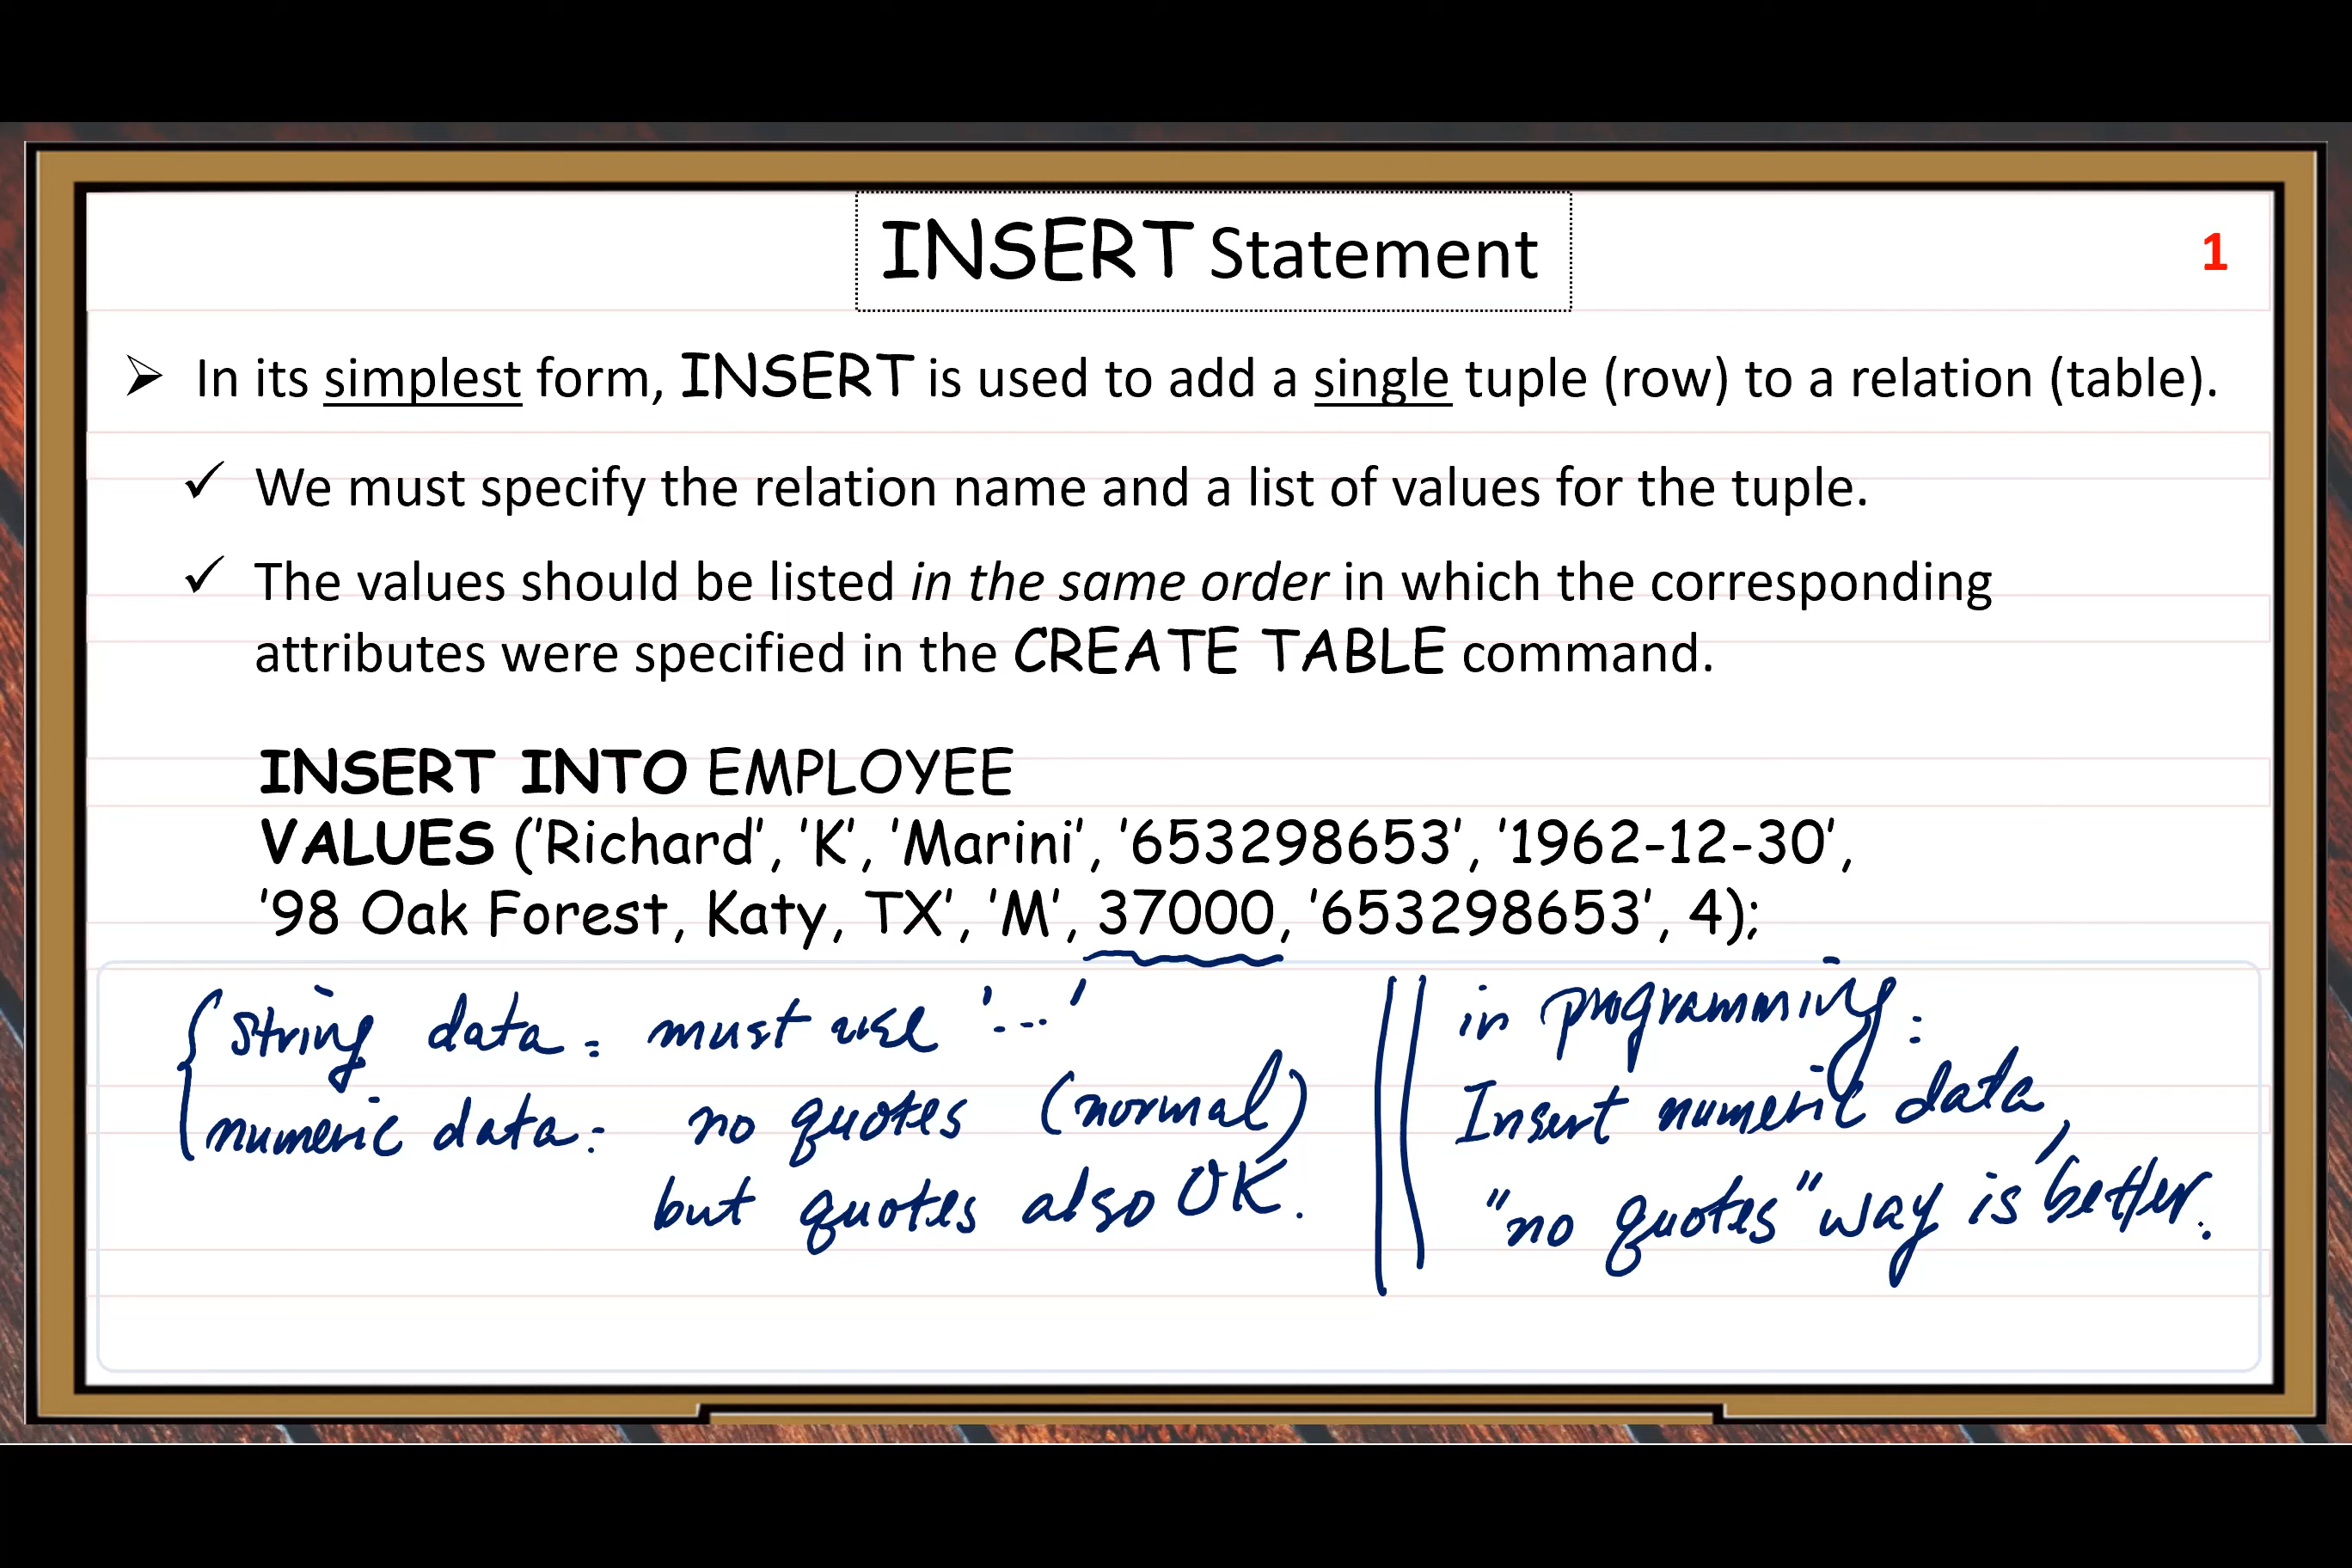 INSERT Statement
1
➢ In its simplest form, INSERT is used to add a single tuple (row) to a relation (table).
✓ We must specify the relation name and a list of values for the tuple.
✓ The values should be listed in the same order in which the corresponding
attributes were specified in the CREATE TABLE command.
INSERT INTO EMPLOYEE
VALUES ('Richard', 'K', 'Marini', '653298653', '1962-12-30',
'98 Oak Forest, Katy, TX', 'M', 37000, '653298653', 4);
string data: must use '...'
numeric data: no quotes (normal)
but quotes also OK.
in programming:
Insert numeric data,
"no quotes" way is better.